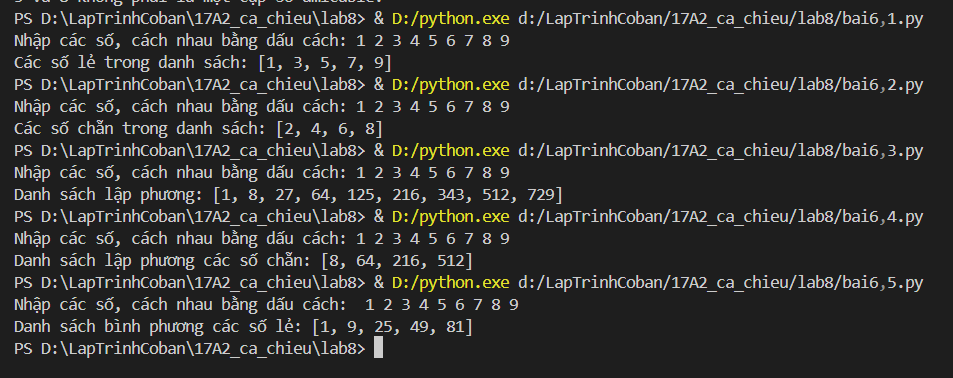 5 và 8 không phải là một cặp số amicable.
PS D:\LapTrinhCoban\17A2_ca_chieu\lab8> & D:/python.exe d:/LapTrinhCoban/17A2_ca_chieu/lab8/bai6,1.py
Nhập các số, cách nhau bằng dấu cách: 1 2 3 4 5 6 7 8 9
Các số lẻ trong danh sách: [1, 3, 5, 7, 9]
PS D:\LapTrinhCoban\17A2_ca_chieu\lab8> & D:/python.exe d:/LapTrinhCoban/17A2_ca_chieu/lab8/bai6,2.py
Nhập các số, cách nhau bằng dấu cách: 1 2 3 4 5 6 7 8 9
Các số chẵn trong danh sách: [2, 4, 6, 8]
PS D:\LapTrinhCoban\17A2_ca_chieu\lab8> & D:/python.exe d:/LapTrinhCoban/17A2_ca_chieu/lab8/bai6,3.py
Nhập các số, cách nhau bằng dấu cách: 1 2 3 4 5 6 7 8 9
Danh sách lập phương: [1, 8, 27, 64, 125, 216, 343, 512, 729]
PS D:\LapTrinhCoban\17A2_ca_chieu\lab8> & D:/python.exe d:/LapTrinhCoban/17A2_ca_chieu/lab8/bai6,4.py
Nhập các số, cách nhau bằng dấu cách: 1 2 3 4 5 6 7 8 9
Danh sách lập phương các số chẵn: [8, 64, 216, 512]
PS D:\LapTrinhCoban\17A2_ca_chieu\lab8> & D:/python.exe d:/LapTrinhCoban/17A2_ca_chieu/lab8/bai6,5.py
Nhập các số, cách nhau bằng dấu cách:  1 2 3 4 5 6 7 8 9
Danh sách bình phương các số lẻ: [1, 9, 25, 49, 81]
PS D:\LapTrinhCoban\17A2_ca_chieu\lab8>